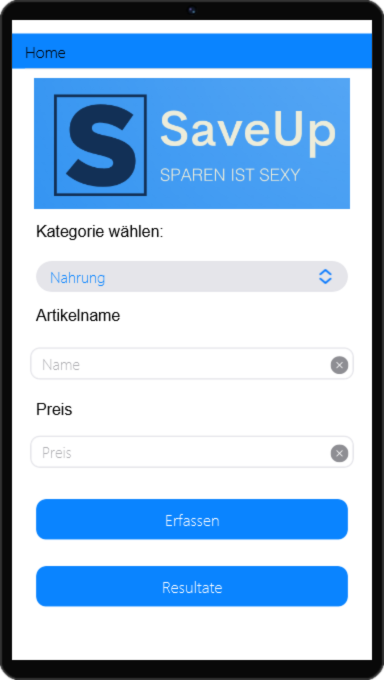 Home
S
SaveUp
SPAREN IST SEXY
Kategorie wählen:
Nahrung
Artikelname
Name
Preis
Preis
Erfassen
Resultate